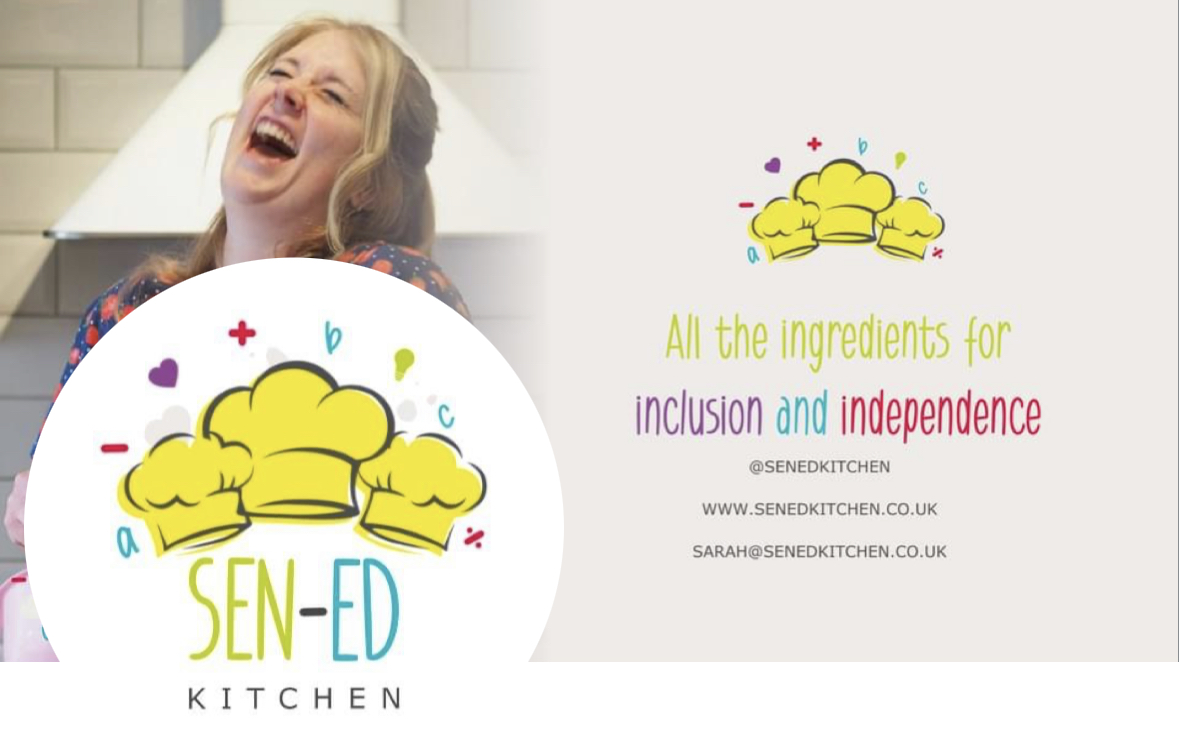 b
c
a
All the ingredients for
inclusion and independence
@SENEDKITCHEN
WWW.SENEDKITCHEN.CO.UK
SARAH@SENEDKITCHEN.CO.UK
b
c
a
SEN-ED
KITCHEN